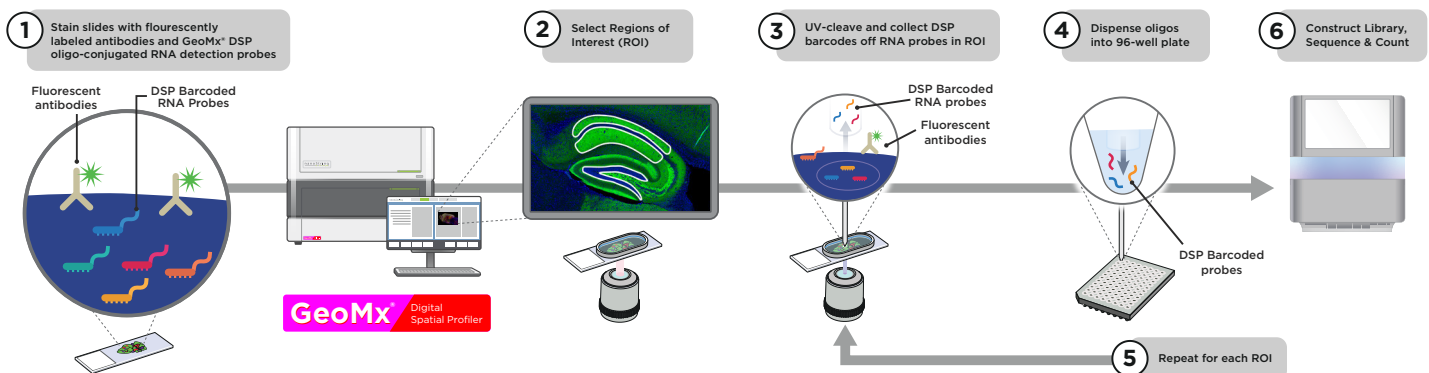 1
Stain slides with flourescently
labeled antibodies and GeoMx® DSP
oligo-conjugated RNA detection probes
2
Select Regions of
Interest (ROI)
3
UV-cleave and collect DSP
barcodes off RNA probes in ROI
4
Dispense oligos
into 96-well plate
6
Construct Library,
Sequence & Count
Fluorescent
antibodies
DSP Barcoded
RNA Probes
DSP Barcoded
RNA probes
Fluorescent
antibodies
DSP Barcoded
probes
GeoMx®
Digital
Spatial Profiler
5
Repeat for each ROI